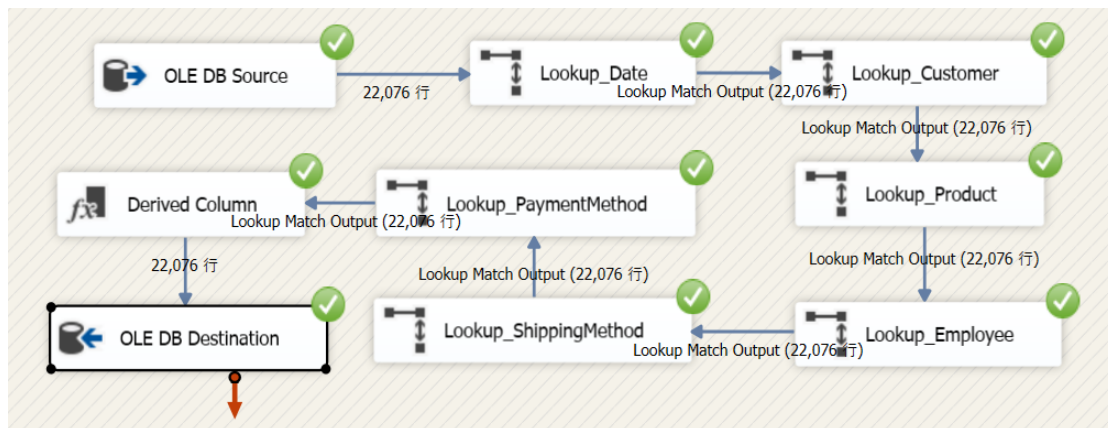 OLE DB Source
22,076 行
Lookup_Date
Lookup Match Output (22,076 行)
Lookup_Customer
Lookup Match Output (22,076 行)
Lookup_Product
Lookup Match Output (22,076 行)
Lookup_Employee
Lookup Match Output (22,076 行)
Lookup_ShippingMethod
Lookup Match Output (22,076 行)
Lookup_PaymentMethod
Lookup Match Output (22,076 行)
fx
Derived Column
22,076 行
OLE DB Destination